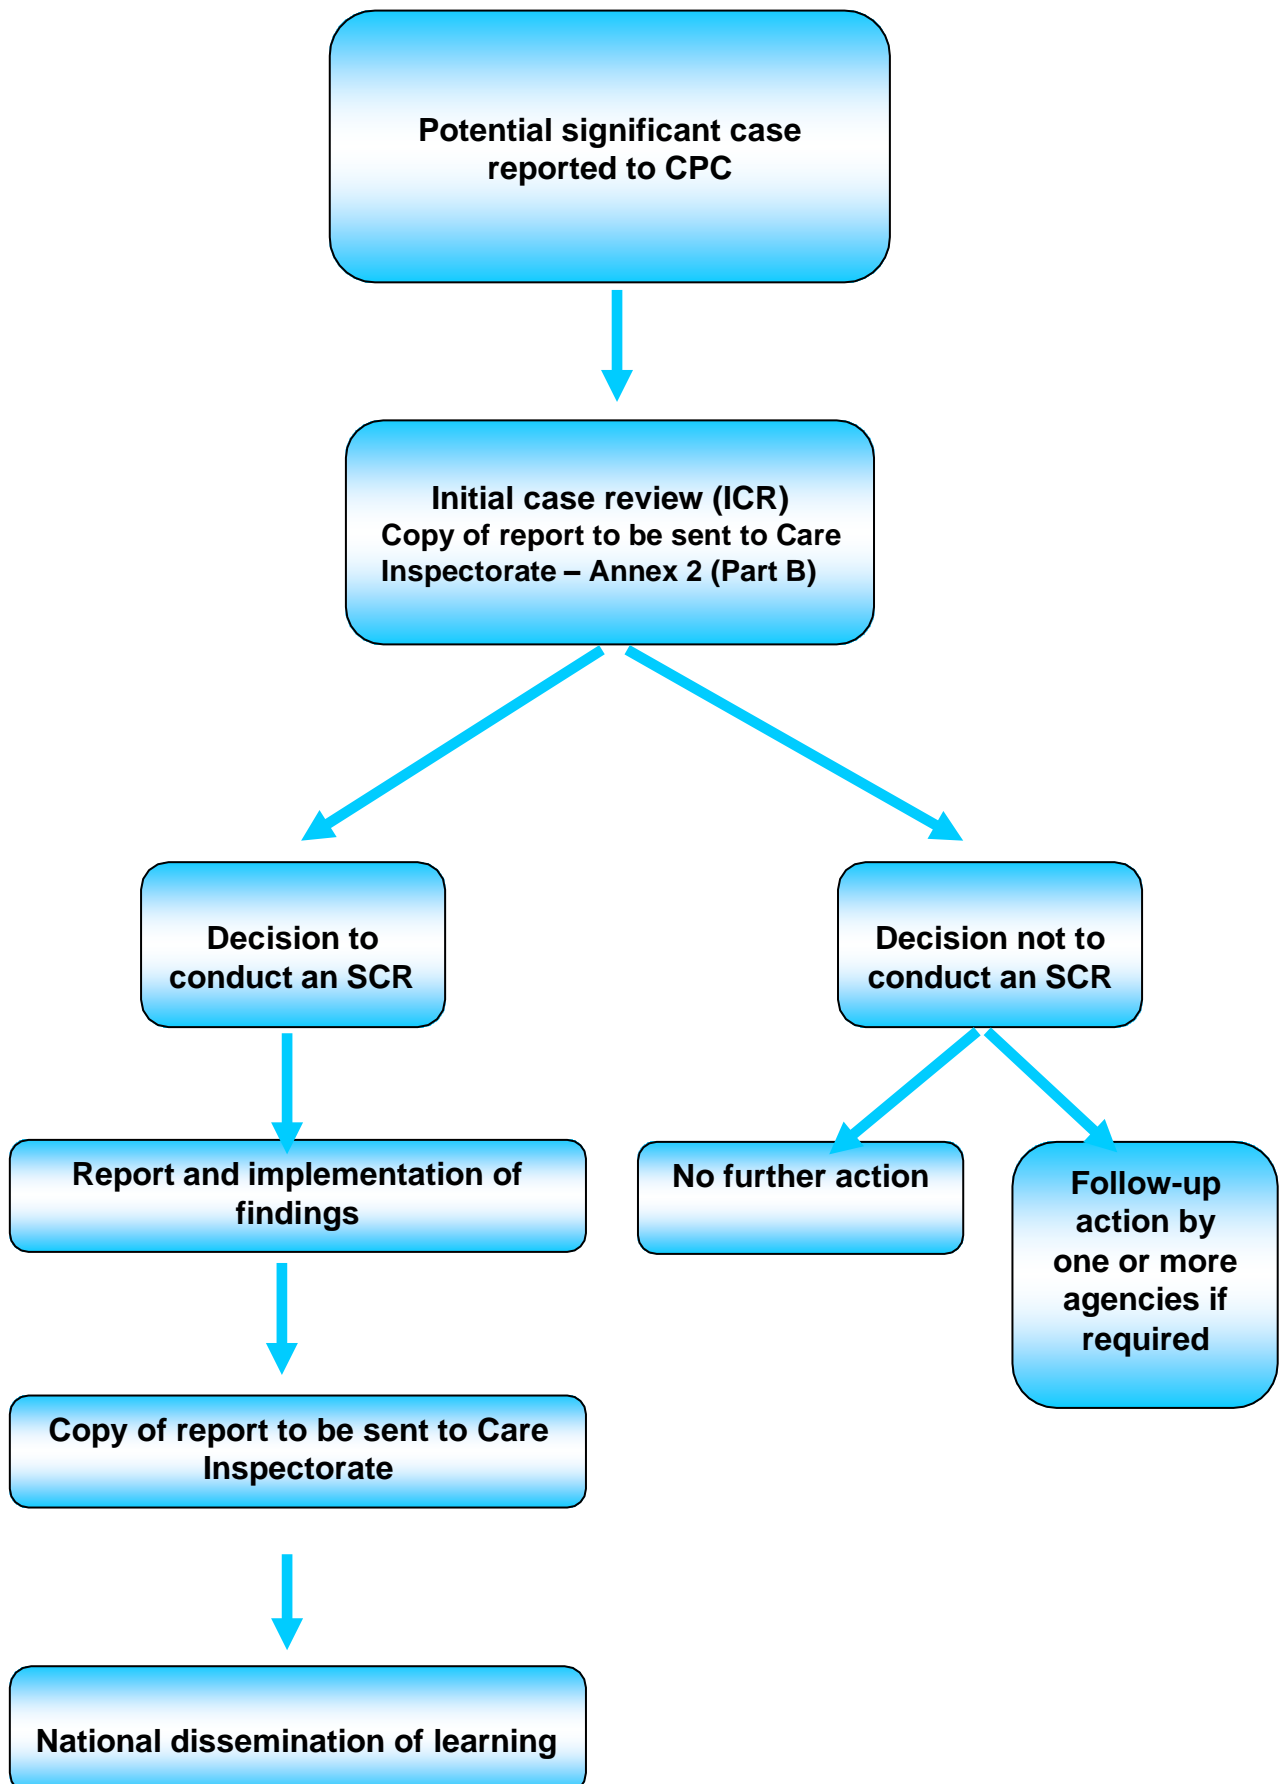 Potential significant case
reported to CPC
Initial case review (ICR)
Copy of report to be sent to Care
Inspectorate – Annex 2 (Part B)
Decision to
conduct an SCR
Decision not to
conduct an SCR
Report and implementation of
findings
No further action
Follow-up
action by
one or more
agencies if
required
Copy of report to be sent to Care
Inspectorate
National dissemination of learning